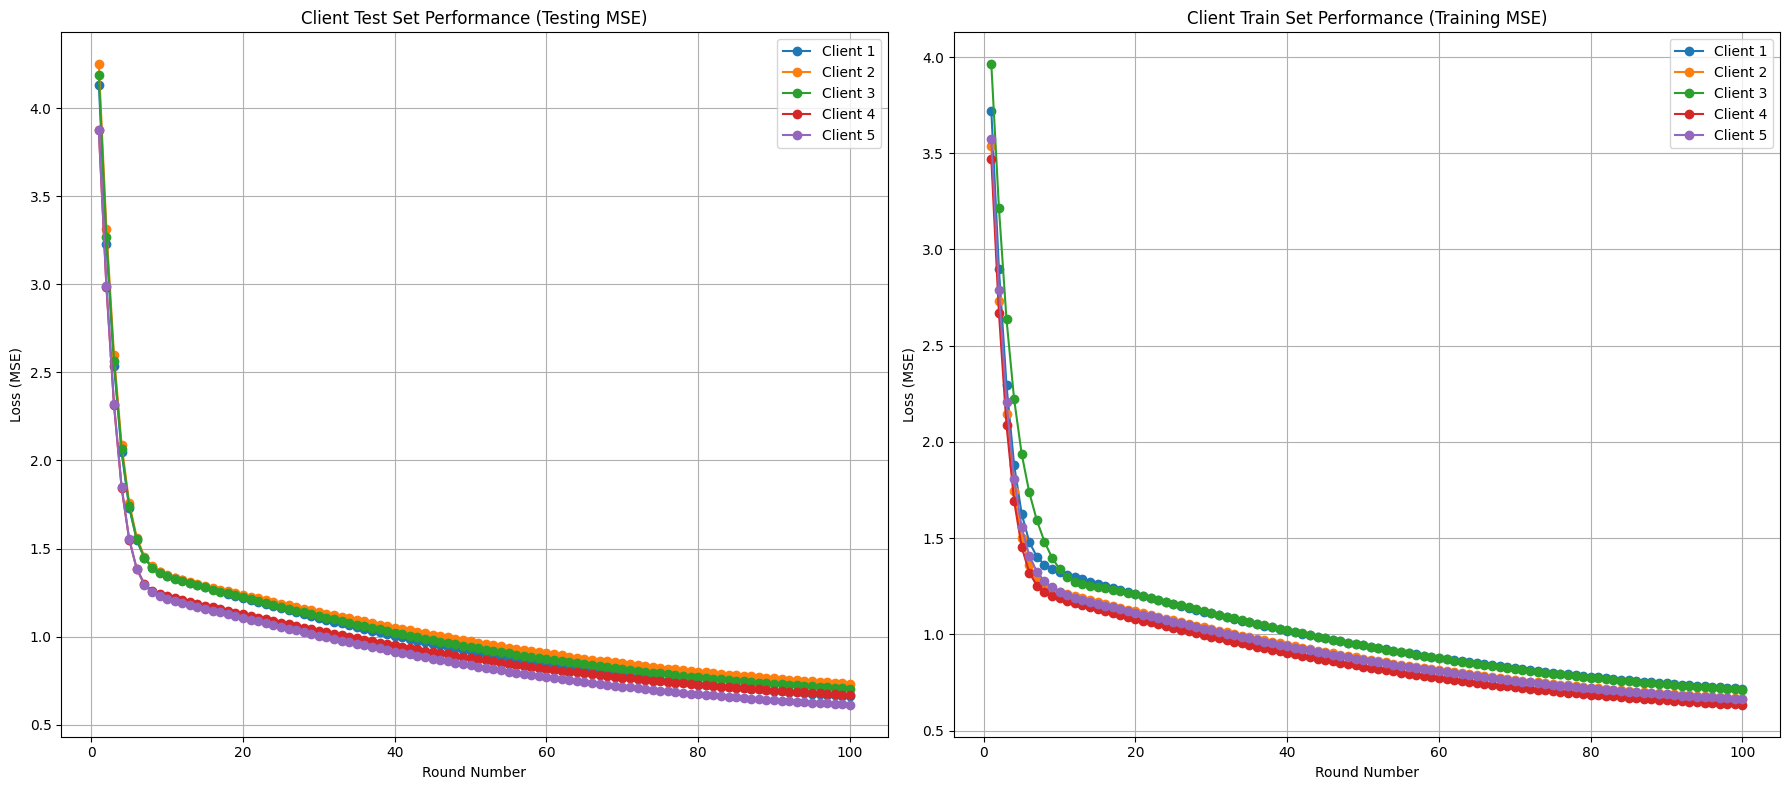 Client Test Set Performance (Testing MSE)
Loss (MSE)
4.0
3.5
3.0
2.5
2.0
1.5
1.0
0.5
0 20 40 60 80 100
Round Number
Client 1
Client 2
Client 3
Client 4
Client 5
Client Train Set Performance (Training MSE)
Loss (MSE)
4.0
3.5
3.0
2.5
2.0
1.5
1.0
0.5
0 20 40 60 80 100
Round Number
Client 1
Client 2
Client 3
Client 4
Client 5